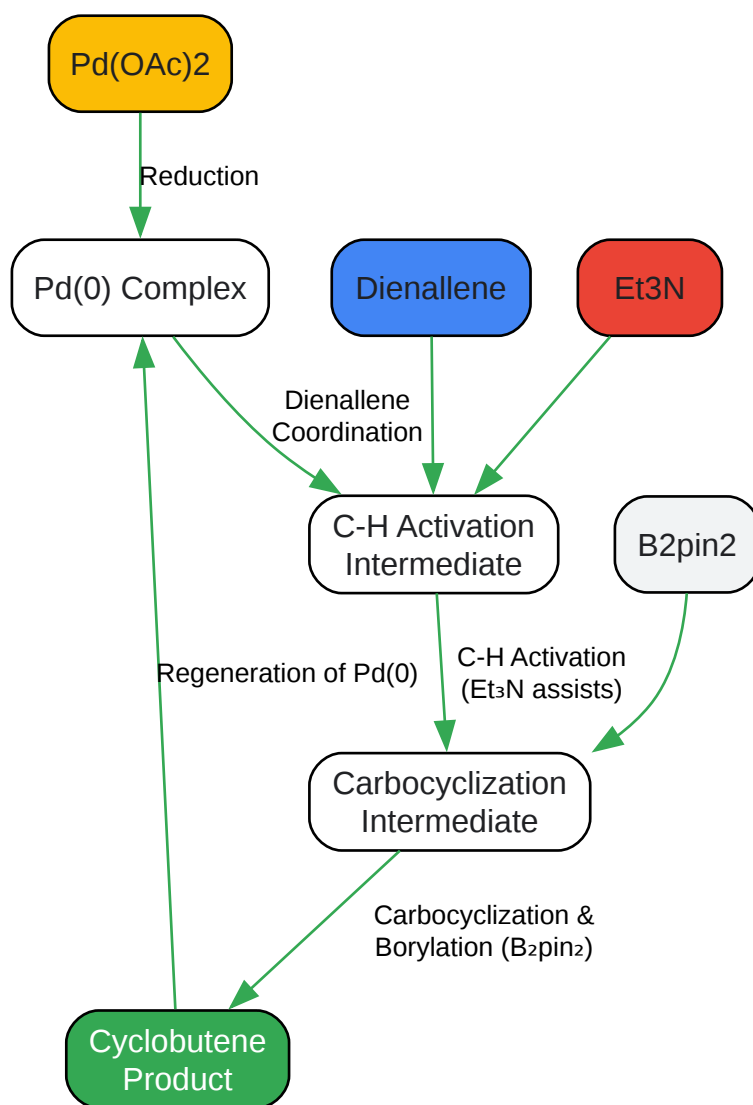 Pd(OAc)2
Reduction
Pd(0) Complex
Dienallene
Et3N
Dienallene
Coordination
C-H Activation
Intermediate
B2pin2
Regeneration of Pd(0)
C-H Activation
(Et₃N assists)
Carbocyclization
Intermediate
Carbocyclization &
Borylation (B₂pin₂)
Cyclobutene
Product